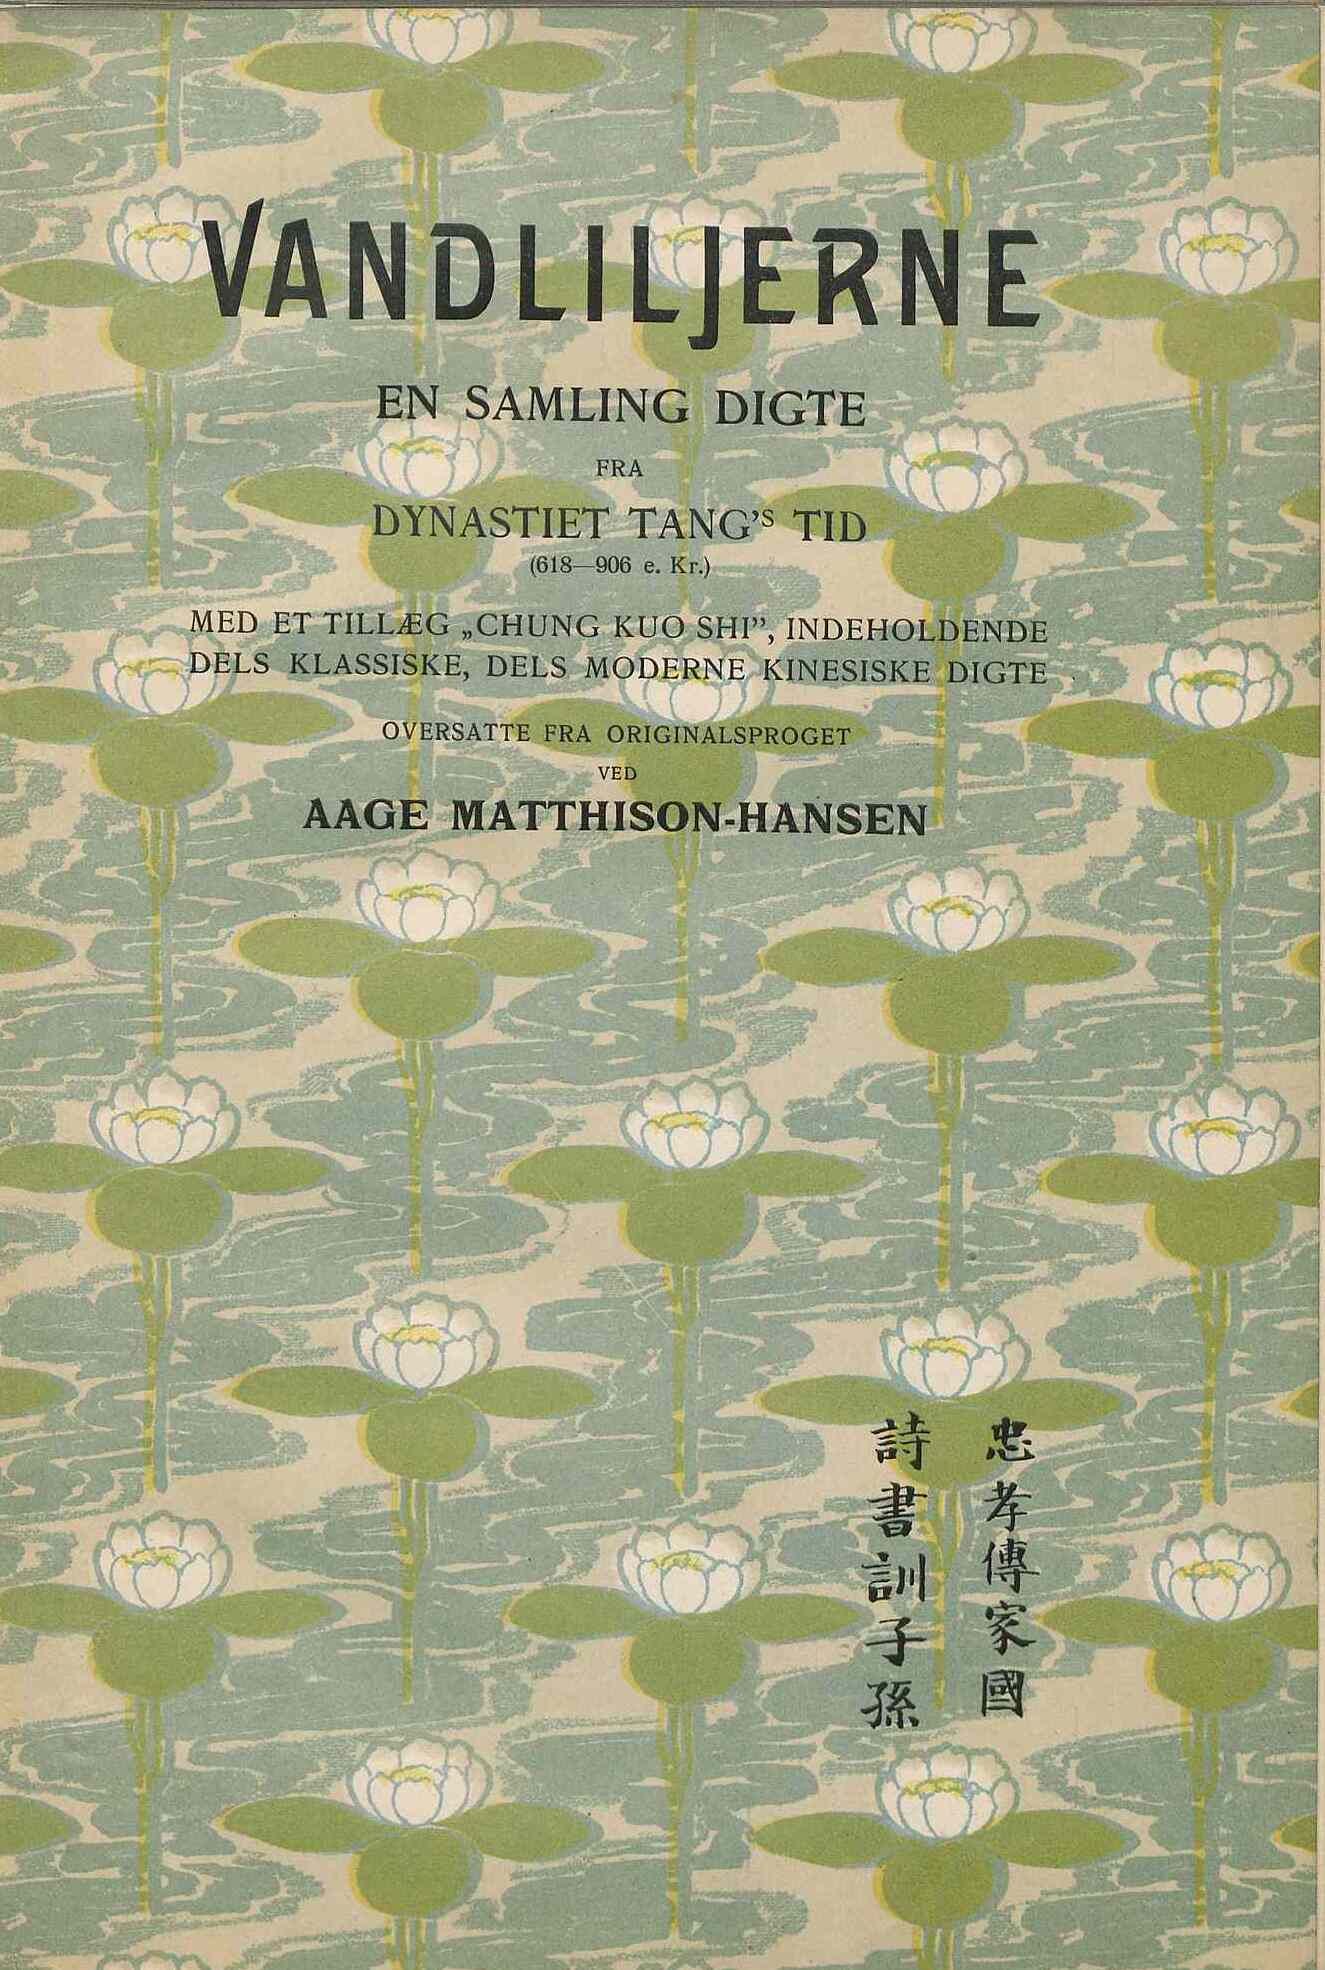 VANDLILJERNE
EN SAMLING DIGTE
FRA
DYNASTIET TANG'S TID
(618—906 e. Kr.)
MED ET TILLÆG „CHUNG KUO SHI”, INDEHOLDENDE
DELS KLASSISKE, DELS MODERNE KINESISKE DIGTE
OVERSATTE FRA ORIGINALSPROGET
VED
AAGE MATTHISON-HANSEN
忠孝傳家國
詩書訓子孫